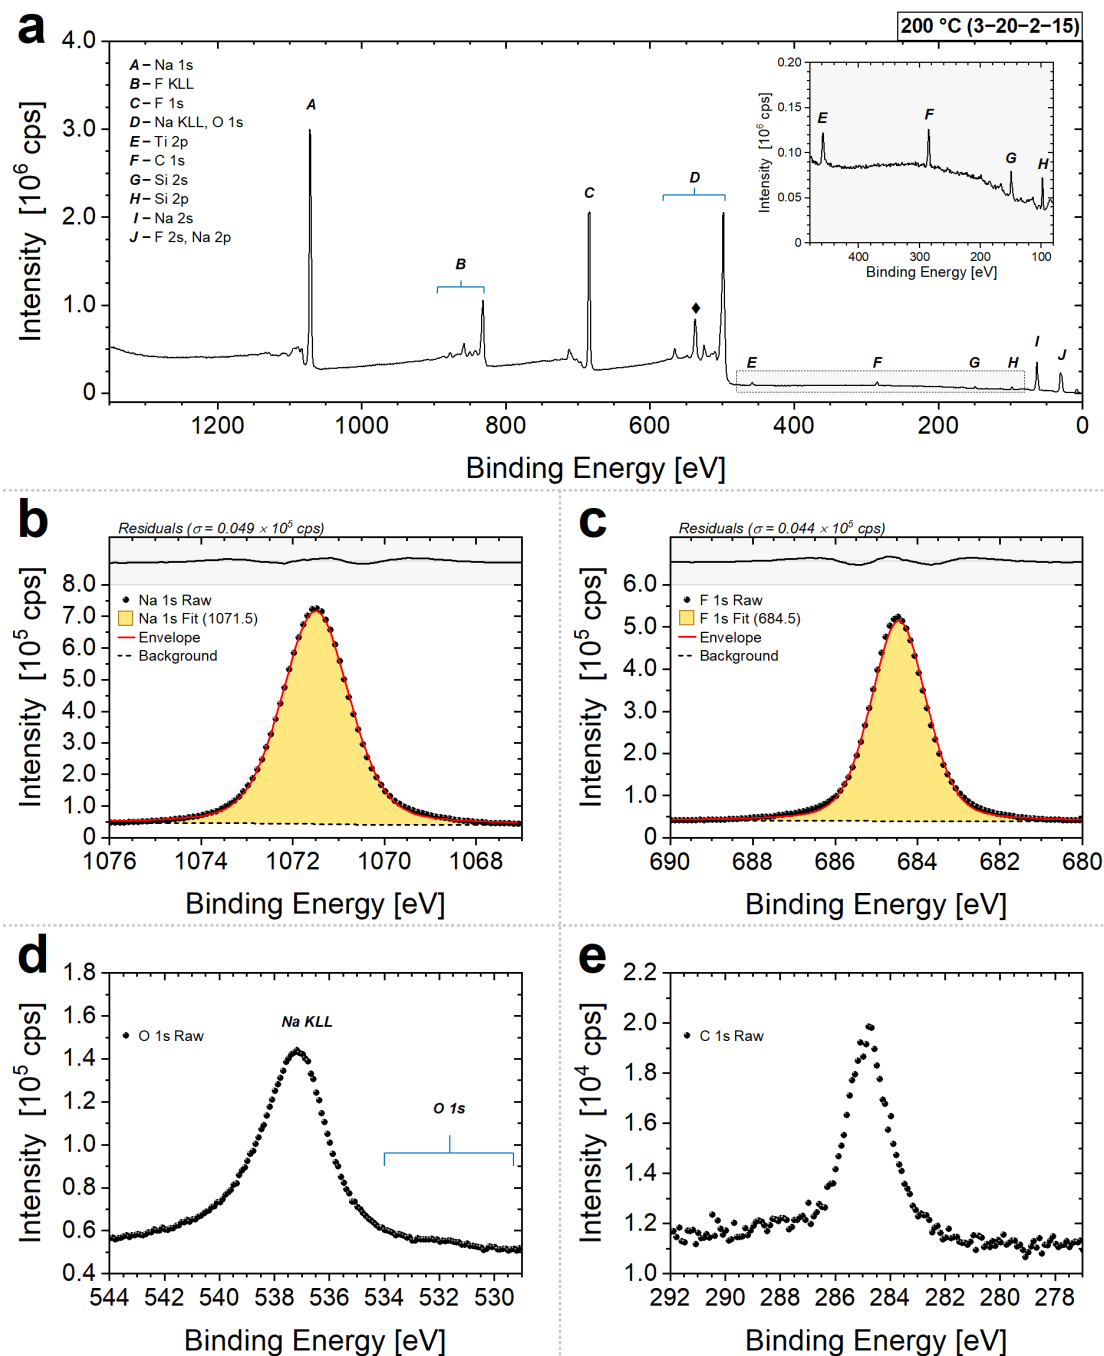 a
200 °C (3−20−2−15)
4.0
3.0
2.0
1.0
0
Intensity [10⁶ cps]
A − Na 1s
B − F KLL
C − F 1s
D − Na KLL, O 1s
E − Ti 2p
F − C 1s
G − Si 2s
H − Si 2p
I − Na 2s
J − F 2s, Na 2p
A
B
C
D
♦
E
F
G
H
I
J
0.20
0.15
0.10
0.05
0
Intensity [10⁶ cps]
E
F
G
H
400 300 200 100
Binding Energy [eV]
1200 1000 800 600 400 200 0
Binding Energy [eV]
b
Residuals (σ = 0.049 × 10⁵ cps)
8.0
7.0
6.0
5.0
4.0
3.0
2.0
1.0
0
Intensity [10⁵ cps]
Na 1s Raw
Na 1s Fit (1071.5)
Envelope
Background
1076 1074 1072 1070 1068
Binding Energy [eV]
c
Residuals (σ = 0.044 × 10⁵ cps)
6.0
5.0
4.0
3.0
2.0
1.0
0
Intensity [10⁵ cps]
F 1s Raw
F 1s Fit (684.5)
Envelope
Background
690 688 686 684 682 680
Binding Energy [eV]
d
1.8
1.6
1.4
1.2
1.0
0.8
0.6
0.4
Intensity [10⁵ cps]
O 1s Raw
Na KLL
O 1s
544 542 540 538 536 534 532 530
Binding Energy [eV]
e
2.2
2.0
1.8
1.6
1.4
1.2
1.0
Intensity [10⁴ cps]
C 1s Raw
292 290 288 286 284 282 280 278
Binding Energy [eV]